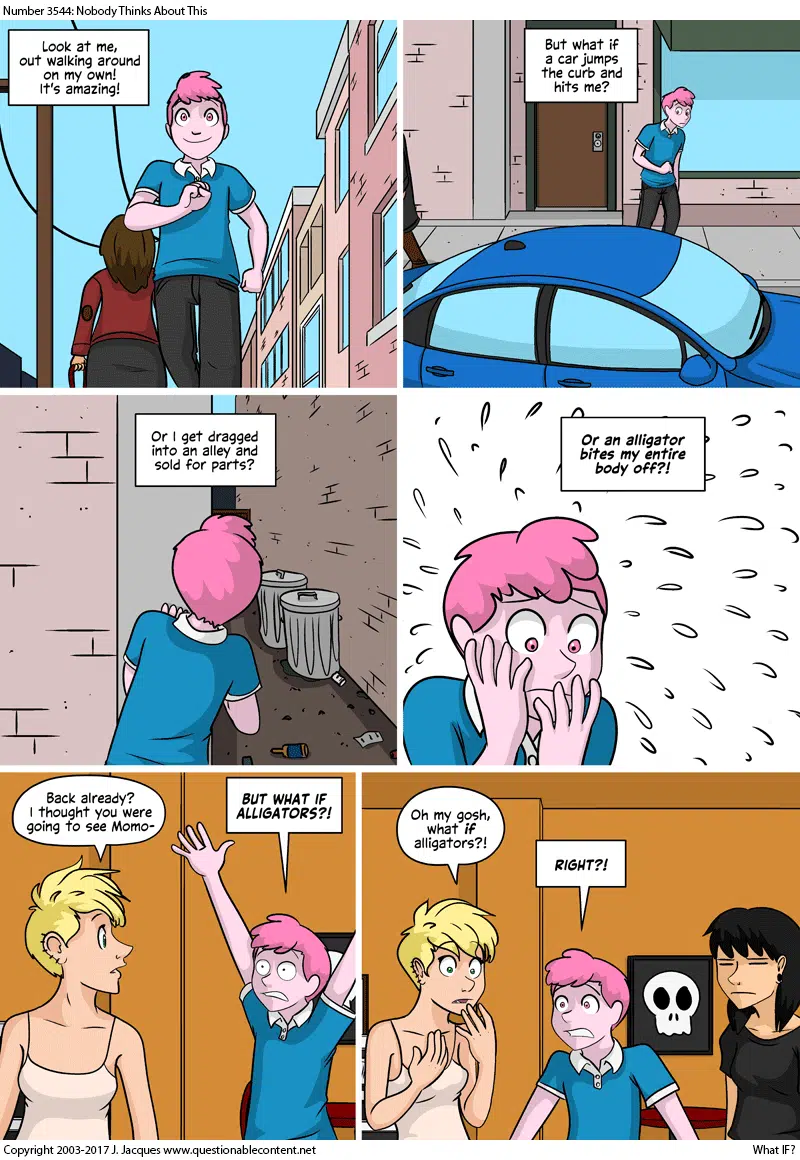 Number 3544: Nobody Thinks About This
Look at me,
out walking around
on my own!
It's amazing!
But what if
a car jumps
the curb and
hits me?
Or I get dragged
into an alley and
sold for parts?
Or an alligator
bites my entire
body off?!
Back already?
I thought you were
going to see Momo-
BUT WHAT IF
ALLIGATORS?!
Oh my gosh,
what if
alligators?!
RIGHT?!
Copyright 2003-2017 J. Jacques www.questionablecontent.net
What IF?